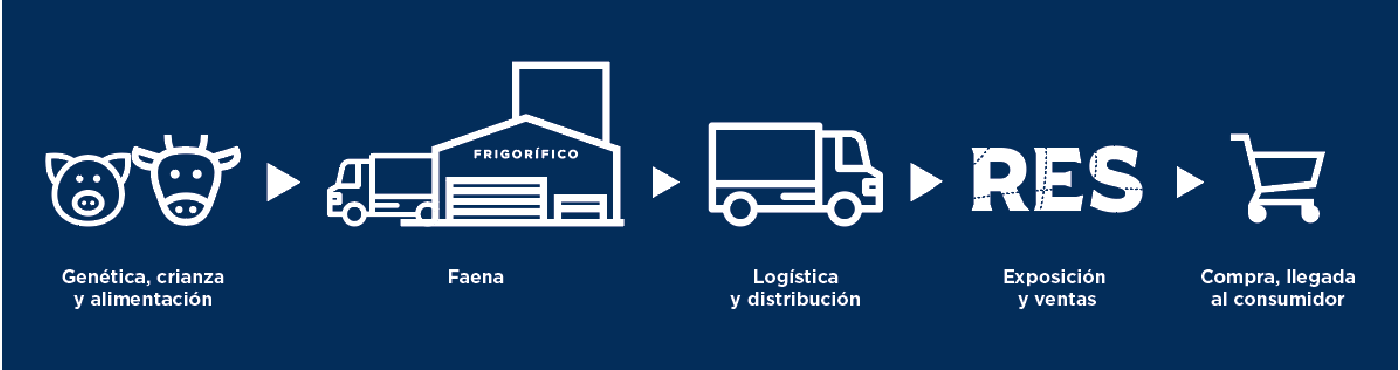 FRIGORÍFICO
RES
Genética, crianza
y alimentación
Faena
Logística
y distribución
Exposición
y ventas
Compra, llegada
al consumidor